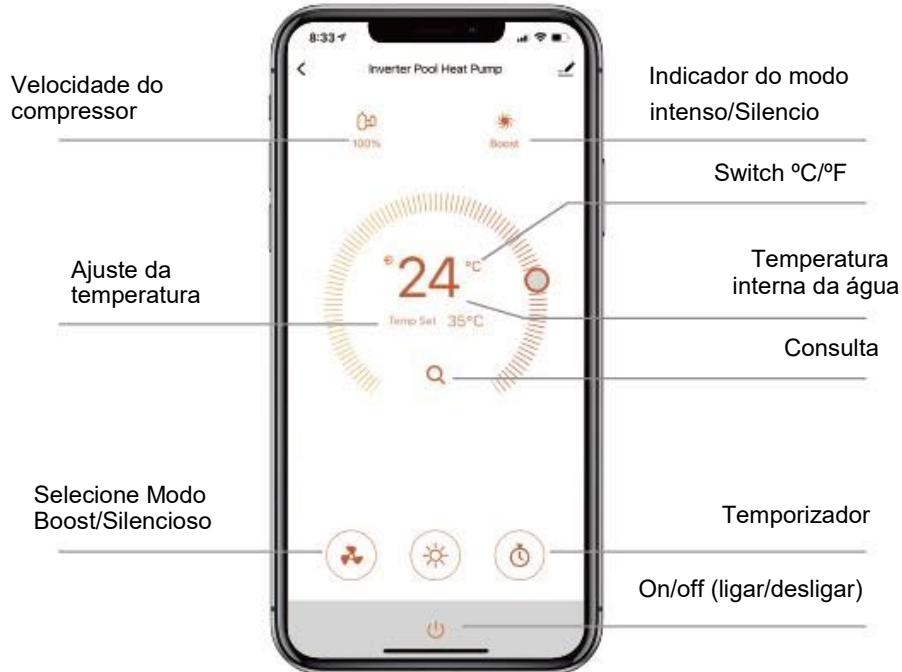 8:33
Inverter Pool Heat Pump
Velocidade do
compressor
Indicador do modo
intenso/Silencio
100%
Boost
Switch ºC/ºF
24 °C
Ajuste da
temperatura
Temperatura
interna da água
Temp Set 35°C
Consulta
Selecione Modo
Boost/Silencioso
Temporizador
On/off (ligar/desligar)